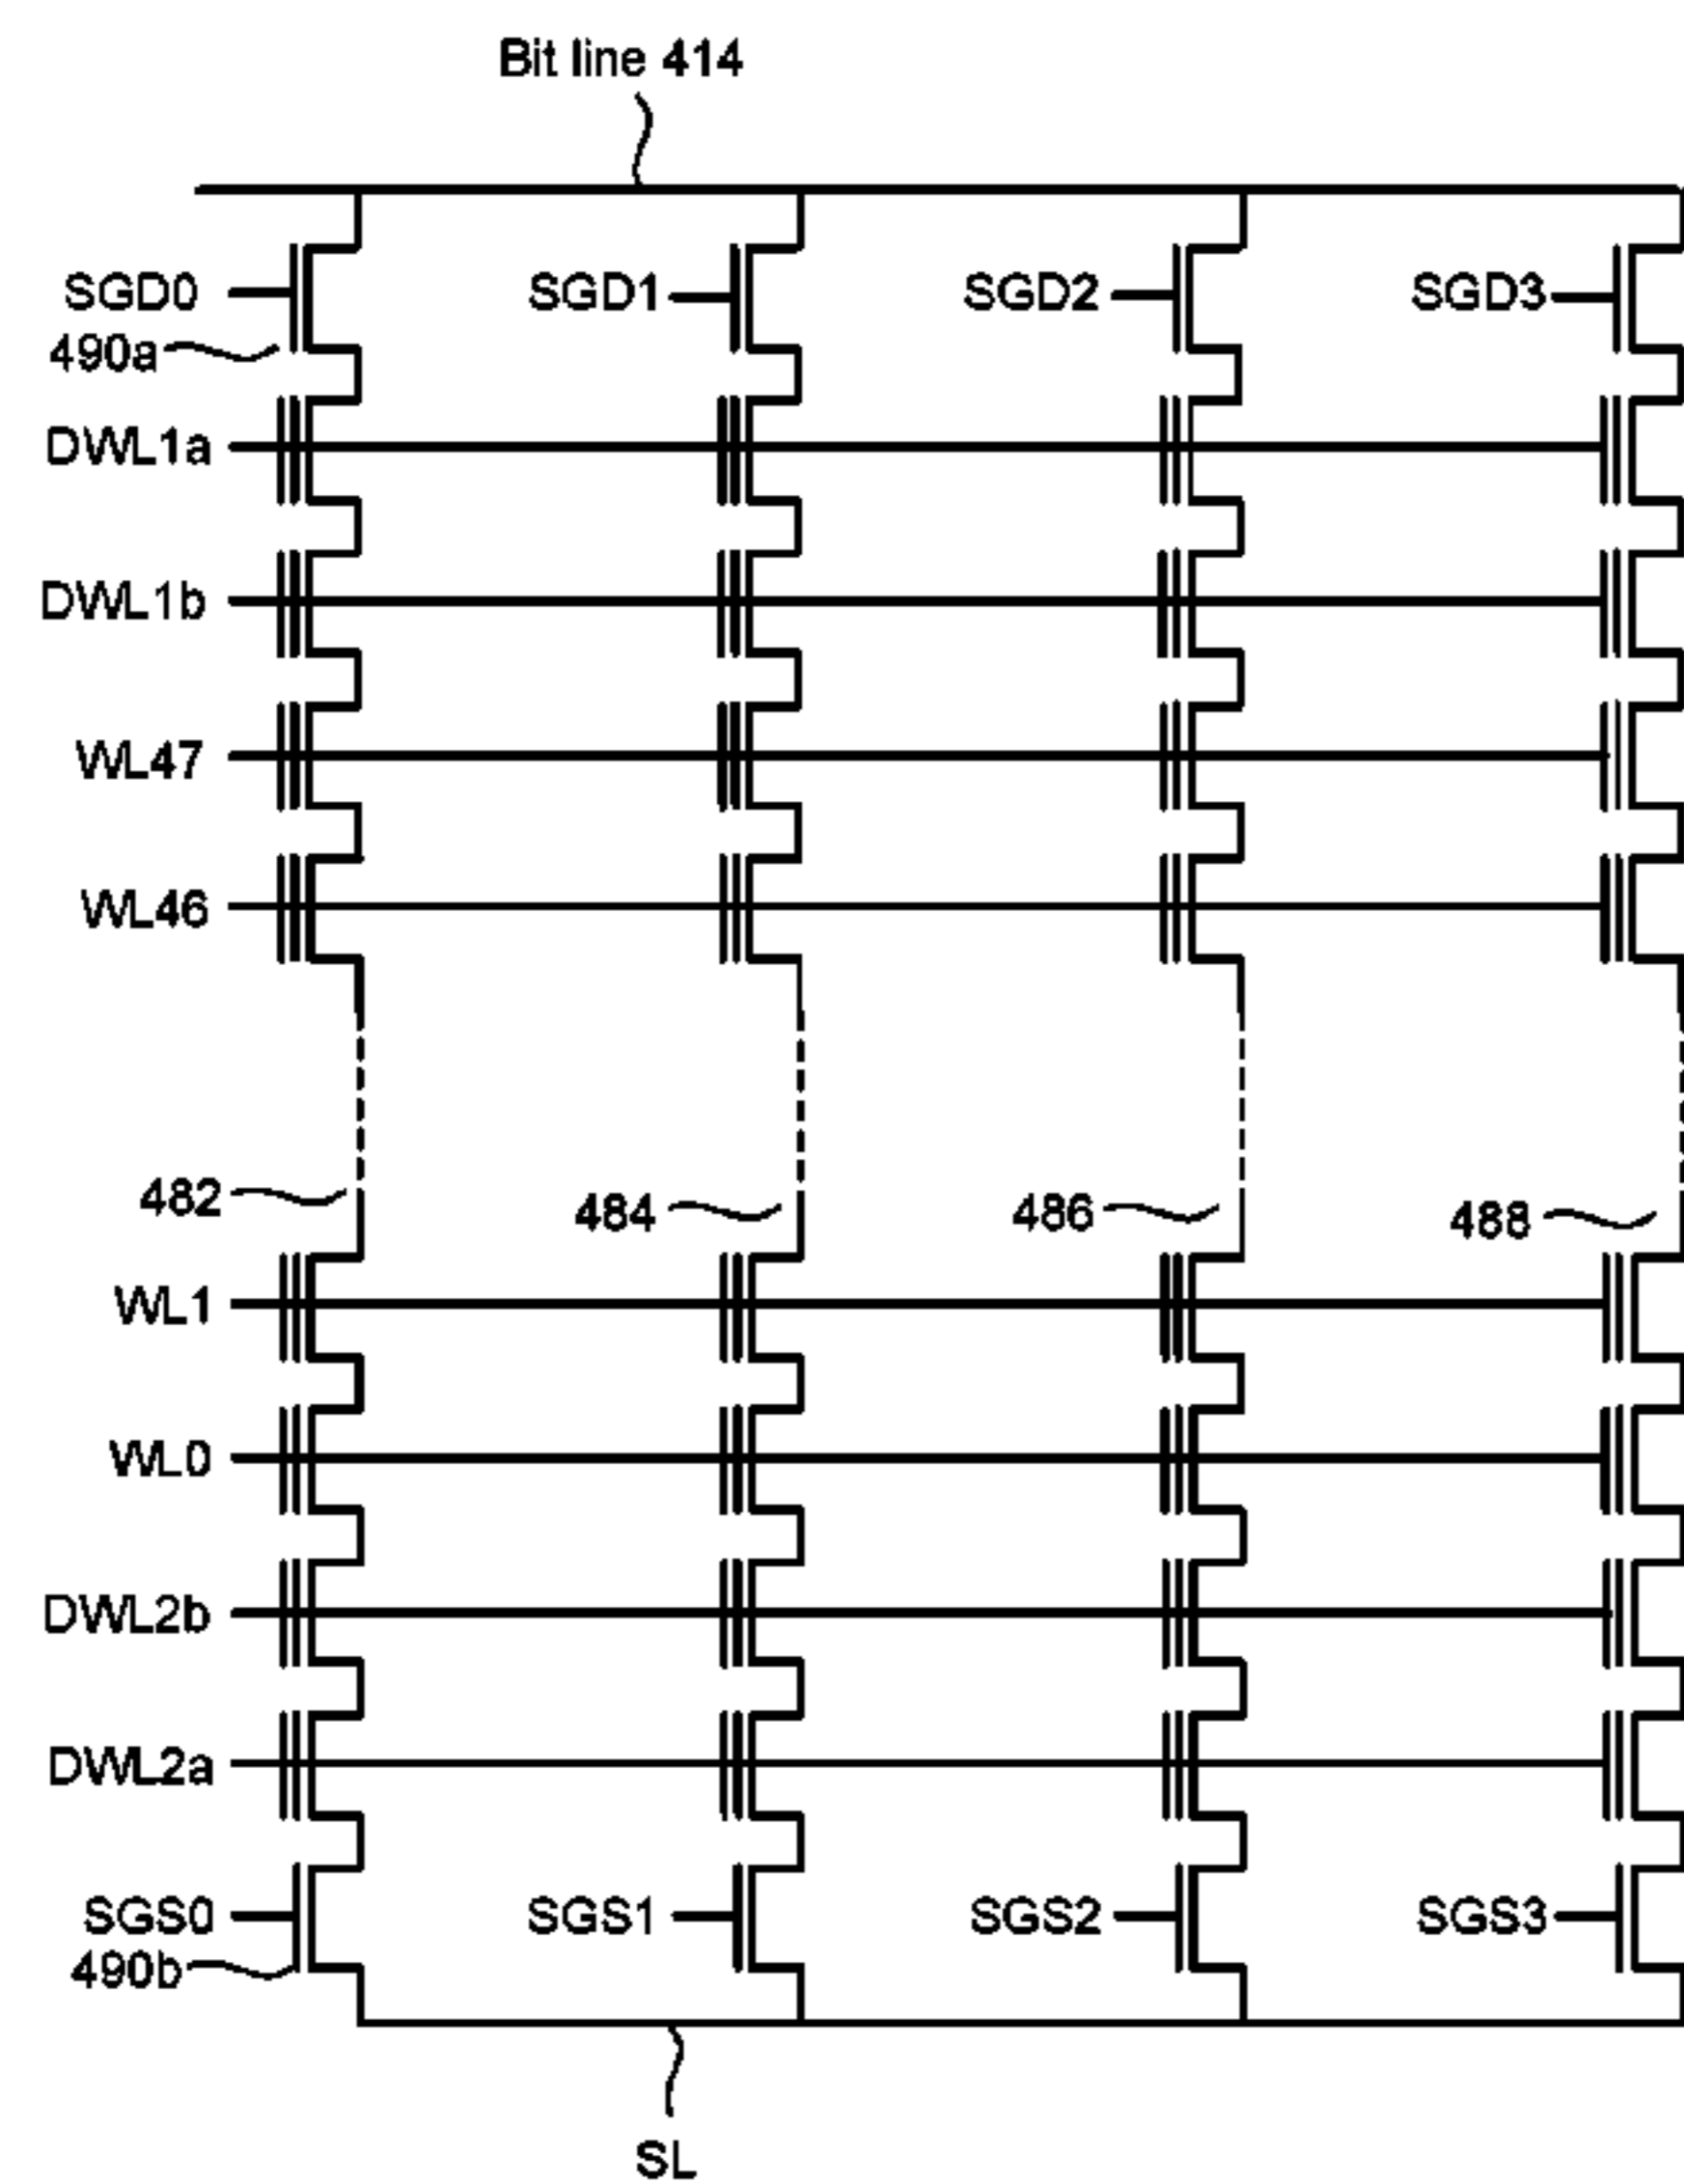 Bit line 414
SGD0 SGD1 SGD2 SGD3
490a
DWL1a
DWL1b
WL47
WL46
482 484 486 488
WL1
WL0
DWL2b
DWL2a
SGS0 SGS1 SGS2 SGS3
490b
SL